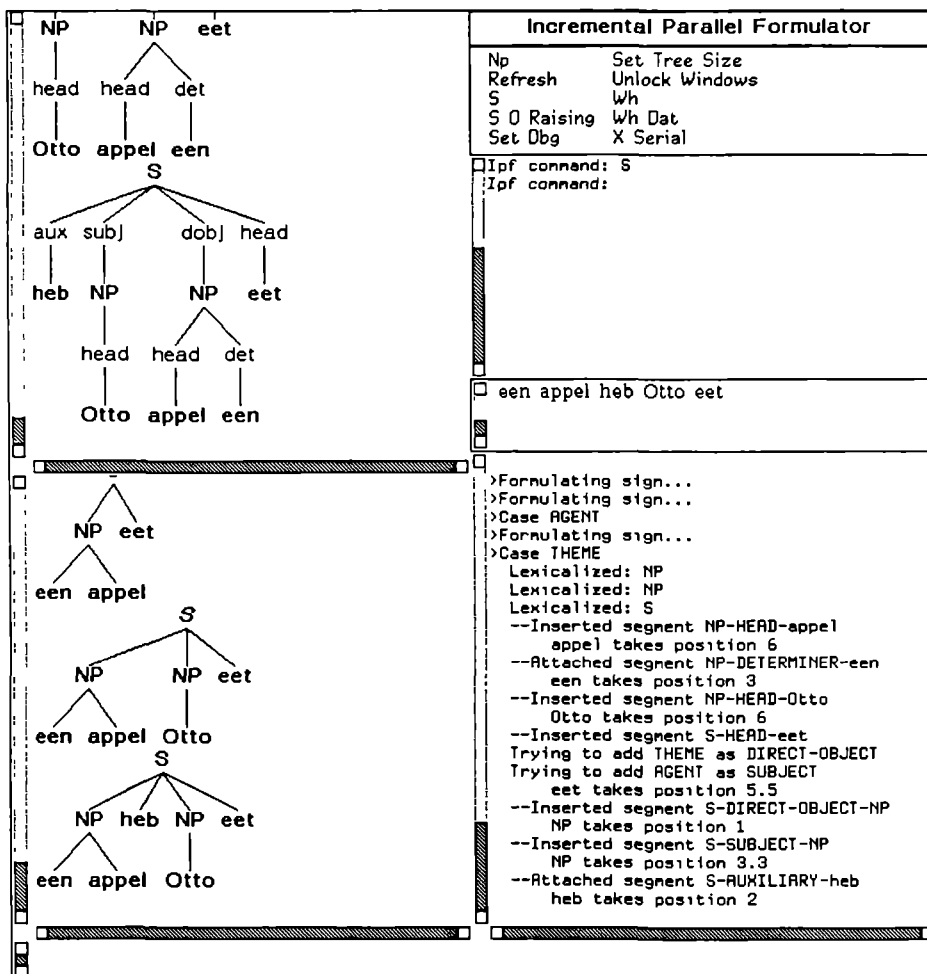 NP NP eet
head head det
Otto appel een
S
aux subj dobj head
heb NP NP eet
head head det
Otto appel een
NP eet
een appel
S
NP NP eet
een appel Otto
S
NP heb NP eet
een appel Otto
Incremental Parallel Formulator
Np Set Tree Size
Refresh Unlock Windows
S Wh
S O Raising Wh Dat
Set Dbg X Serial
Ipf command: S
Ipf command:
een appel heb Otto eet
>Formulating sign...
>Formulating sign...
>Case AGENT
>Formulating sign...
>Case THEME
Lexicalized: NP
Lexicalized: NP
Lexicalized: S
--Inserted segment NP-HEAD-appel
appel takes position 6
--Attached segment NP-DETERMINER-een
een takes position 3
--Inserted segment NP-HEAD-Otto
Otto takes position 6
--Inserted segment S-HEAD-eet
Trying to add THEME as DIRECT-OBJECT
Trying to add AGENT as SUBJECT
eet takes position 5.5
--Inserted segment S-DIRECT-OBJECT-NP
NP takes position 1
--Inserted segment S-SUBJECT-NP
NP takes position 3.3
--Attached segment S-AUXILIARY-heb
heb takes position 2